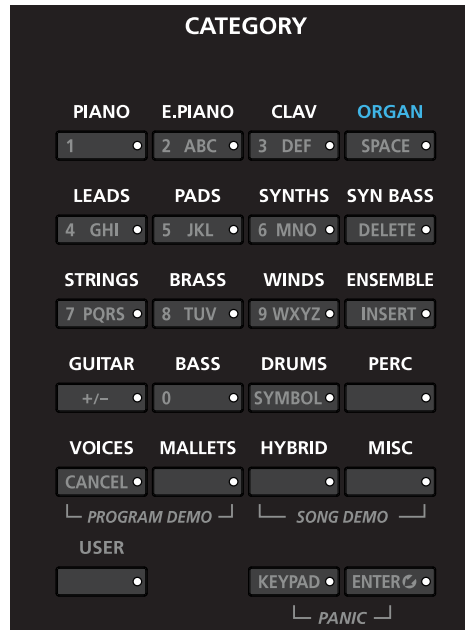 CATEGORY
PIANO E.PIANO CLAV ORGAN
1 2 ABC 3 DEF SPACE
LEADS PADS SYNTHS SYN BASS
4 GHI 5 JKL 6 MNO DELETE
STRINGS BRASS WINDS ENSEMBLE
7 PQRS 8 TUV 9 WXYZ INSERT
GUITAR BASS DRUMS PERC
+/− 0 SYMBOL
VOICES MALLETS HYBRID MISC
CANCEL
PROGRAM DEMO SONG DEMO
USER
KEYPAD ENTER
PANIC